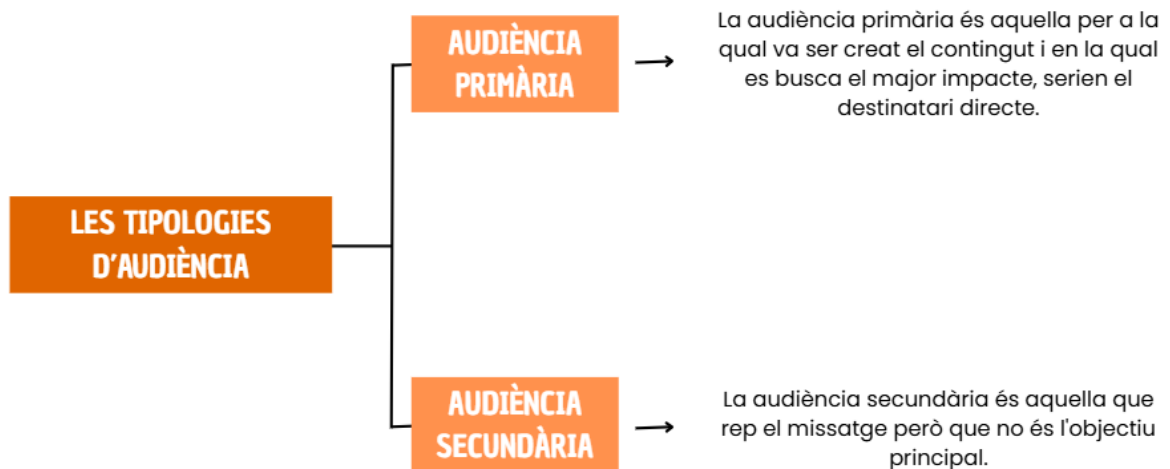 AUDIÈNCIA
PRIMÀRIA
La audiència primària és aquella per a la
qual va ser creat el contingut i en la qual
es busca el major impacte, serien el
destinatari directe.
LES TIPOLOGIES
D'AUDIÈNCIA
AUDIÈNCIA
SECUNDÀRIA
La audiència secundària és aquella que
rep el missatge però que no és l'objectiu
principal.